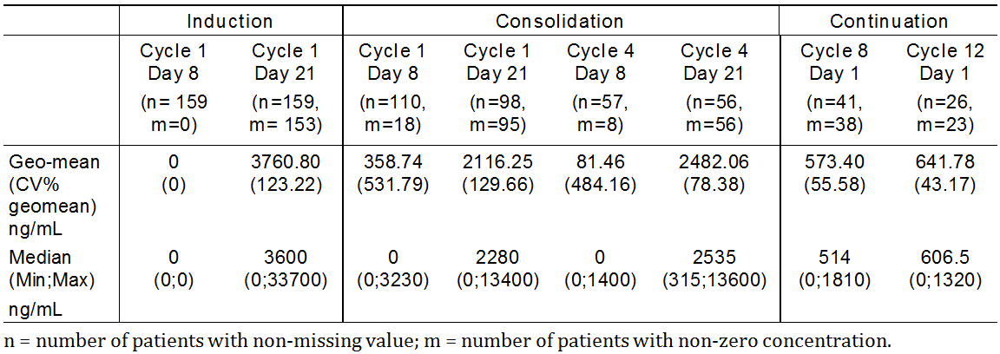 Induction Consolidation Continuation
Cycle 1 Cycle 1 Cycle 1 Cycle 1 Cycle 4 Cycle 4 Cycle 8 Cycle 12
Day 8 Day 21 Day 8 Day 21 Day 8 Day 21 Day 1 Day 1
(n= 159 (n=159, (n=110, (n=98, (n=57, (n=56, (n=41, (n=26,
m=0) m= 153) m=18) m=95) m=8) m=56) m=38) m=23)
Geo-mean 0 3760.80 358.74 2116.25 81.46 2482.06 573.40 641.78
(CV% (0) (123.22) (531.79) (129.66) (484.16) (78.38) (55.58) (43.17)
geomean)
ng/mL
Median 0 3600 0 2280 0 2535 514 606.5
(Min;Max) (0;0) (0;33700) (0;3230) (0;13400) (0;1400) (315;13600) (0;1810) (0;1320)
ng/mL
n = number of patients with non-missing value; m = number of patients with non-zero concentration.